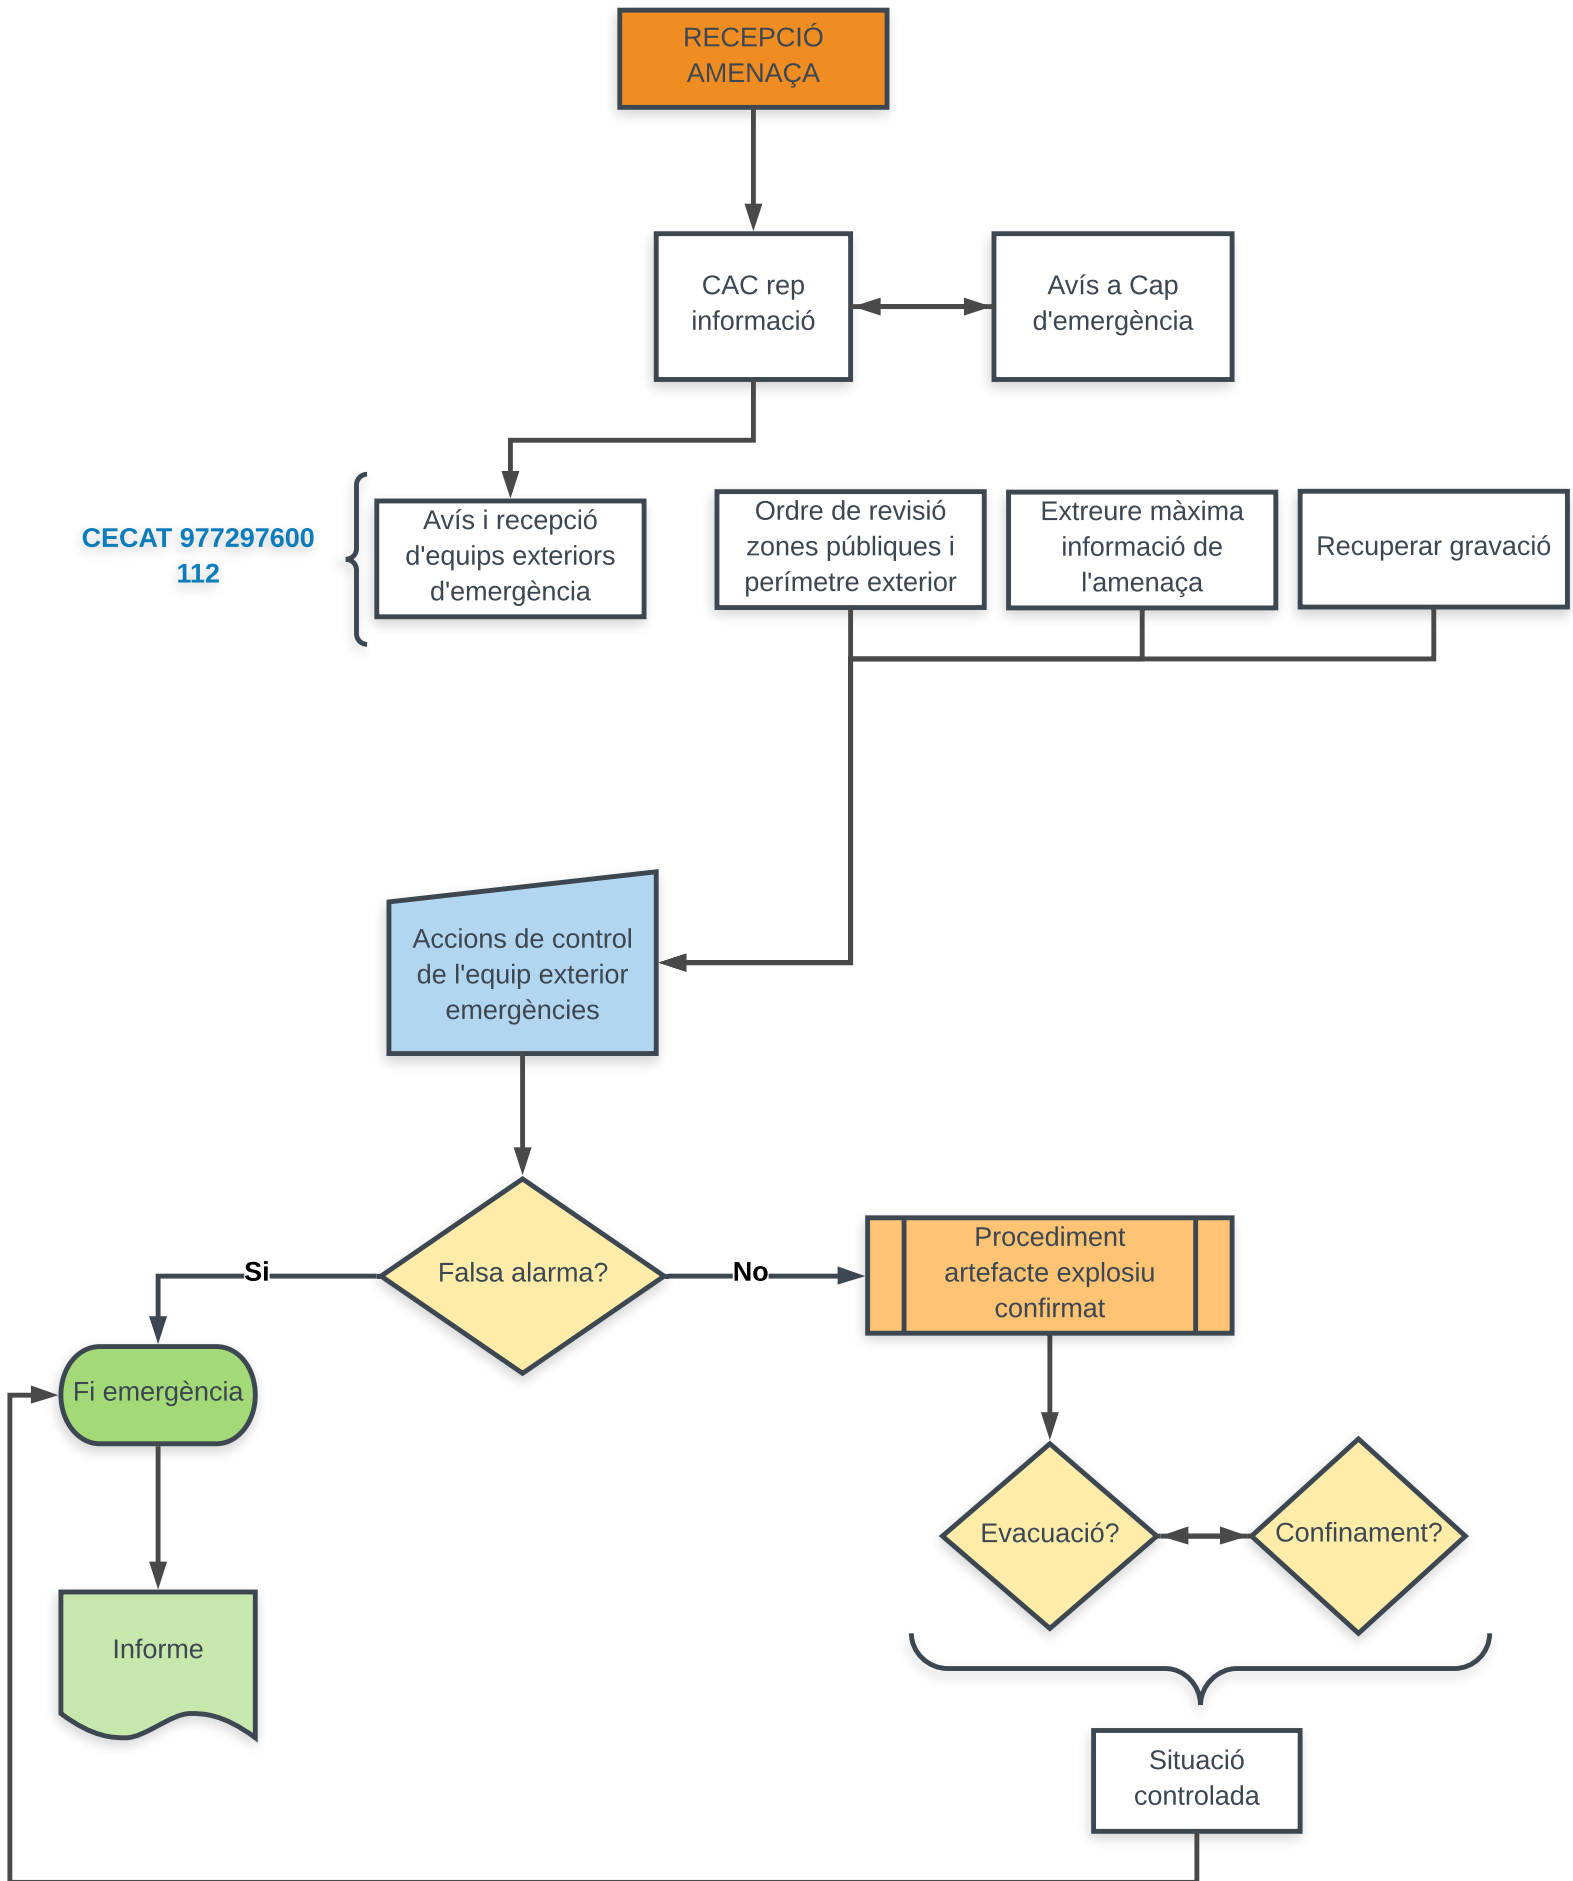 RECEPCIÓ
AMENAÇA
CAC rep
informació
Avís a Cap
d'emergència
CECAT 977297600
112
Avís i recepció
d'equips exteriors
d'emergència
Ordre de revisió
zones públiques i
perímetre exterior
Extreure màxima
informació de
l'amenaça
Recuperar gravació
Accions de control
de l'equip exterior
emergències
Falsa alarma?
Si
No
Procediment
artefacte explosiu
confirmat
Fi emergència
Evacuació?
Confinament?
Informe
Situació
controlada